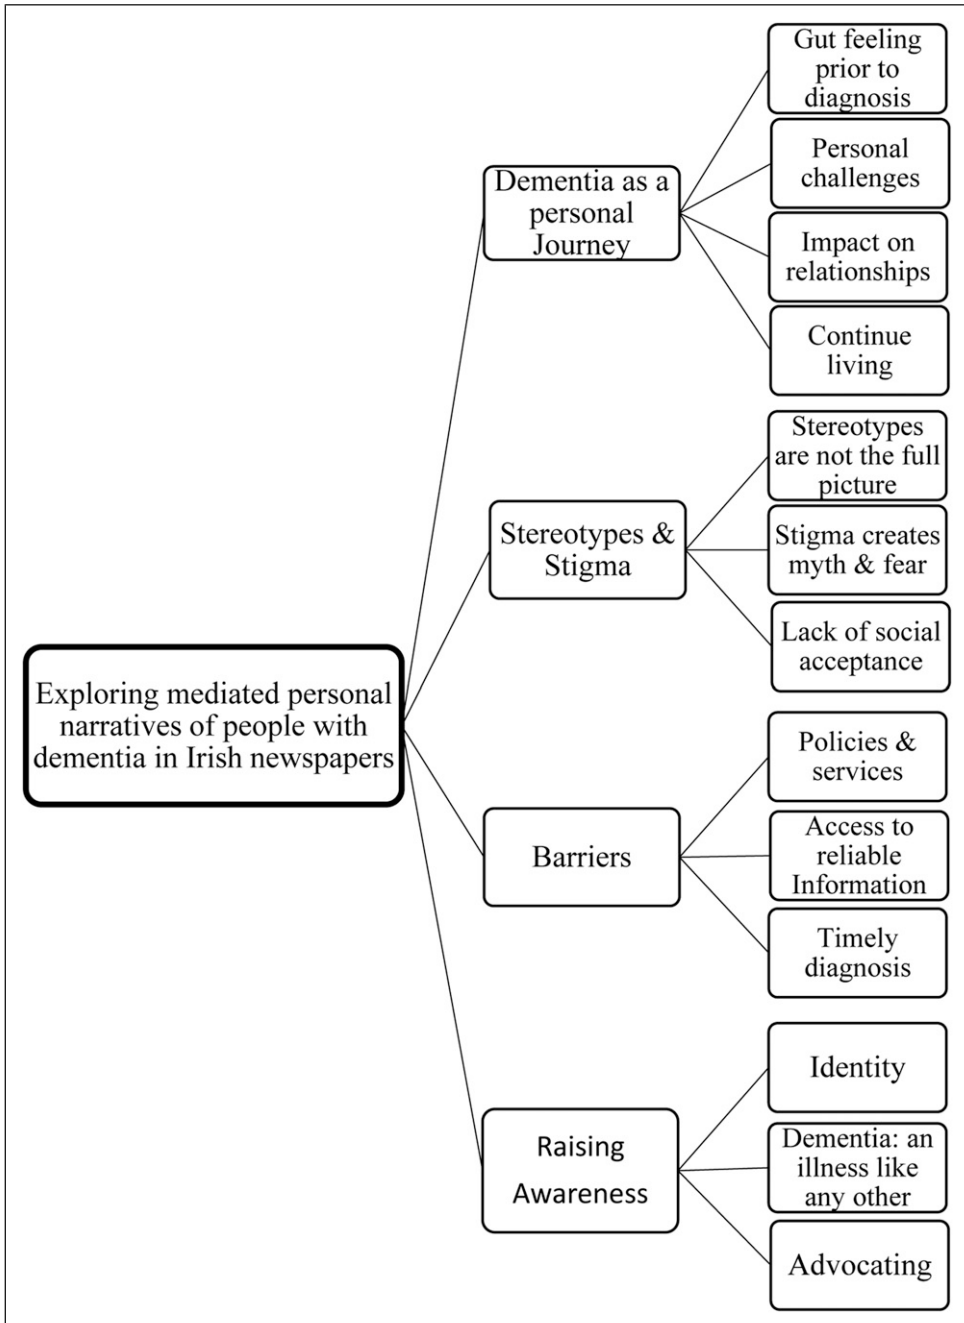 Gut feeling
prior to
diagnosis
Personal
challenges
Dementia as a
personal
Journey
Impact on
relationships
Continue
living
Stereotypes
are not the full
picture
Stereotypes &
Stigma
Stigma creates
myth & fear
Lack of social
acceptance
Exploring mediated personal
narratives of people with
dementia in Irish newspapers
Policies &
services
Barriers
Access to
reliable
Information
Timely
diagnosis
Identity
Raising
Awareness
Dementia: an
illness like
any other
Advocating